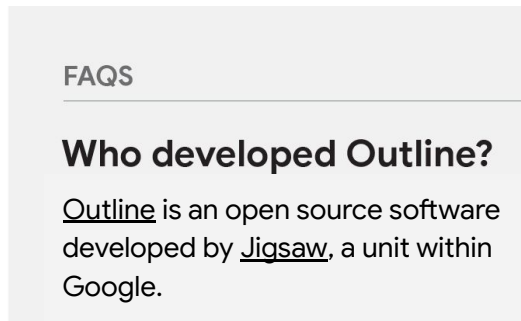 FAQS
Who developed Outline?
Outline is an open source software
developed by Jigsaw, a unit within
Google.